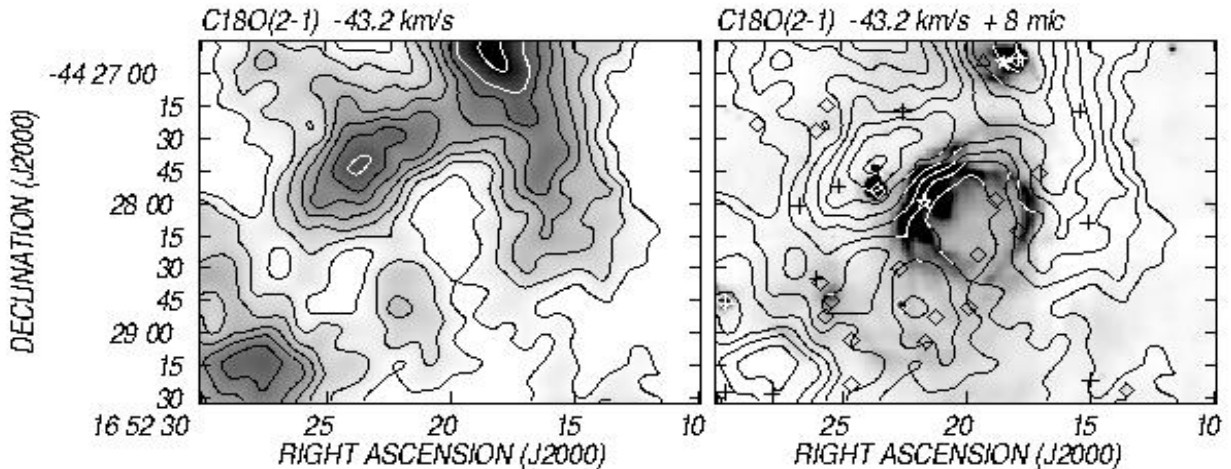 C18O(2-1) -43.2 km/s
C18O(2-1) -43.2 km/s + 8 mic
-44 27 00
15
30
45
28 00
15
30
45
29 00
15
30
DECLINATION (J2000)
16 52 30
25
20
15
10
25
20
15
10
RIGHT ASCENSION (J2000)
RIGHT ASCENSION (J2000)